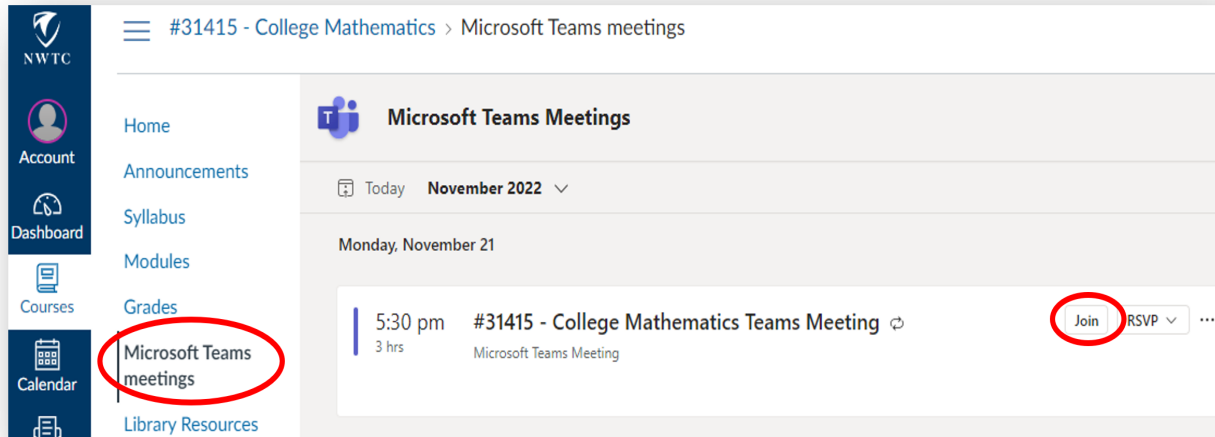 NWTC
Account
Dashboard
Courses
Calendar
#31415 - College Mathematics > Microsoft Teams meetings
Home
Announcements
Syllabus
Modules
Grades
Microsoft Teams
meetings
Library Resources
Microsoft Teams Meetings
Today November 2022
Monday, November 21
5:30 pm #31415 - College Mathematics Teams Meeting Join RSVP ...
3 hrs Microsoft Teams Meeting